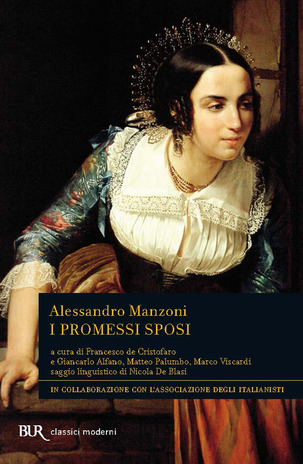 Alessandro Manzoni
I PROMESSI SPOSI
a cura di Francesco de Cristofaro
e Giancarlo Alfano, Matteo Palumbo, Marco Viscardi
saggio linguistico di Nicola De Blasi
IN COLLABORAZIONE CON L'ASSOCIAZIONE DEGLI ITALIANISTI
BUR classici moderni